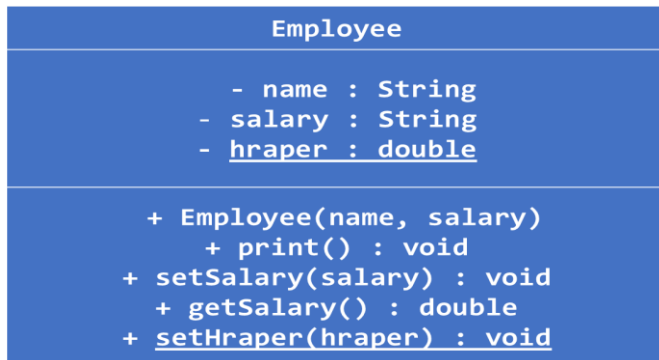 Employee
- name : String
- salary : String
- hraper : double
+ Employee(name, salary)
+ print() : void
+ setSalary(salary) : void
+ getSalary() : double
+ setHraper(hraper) : void